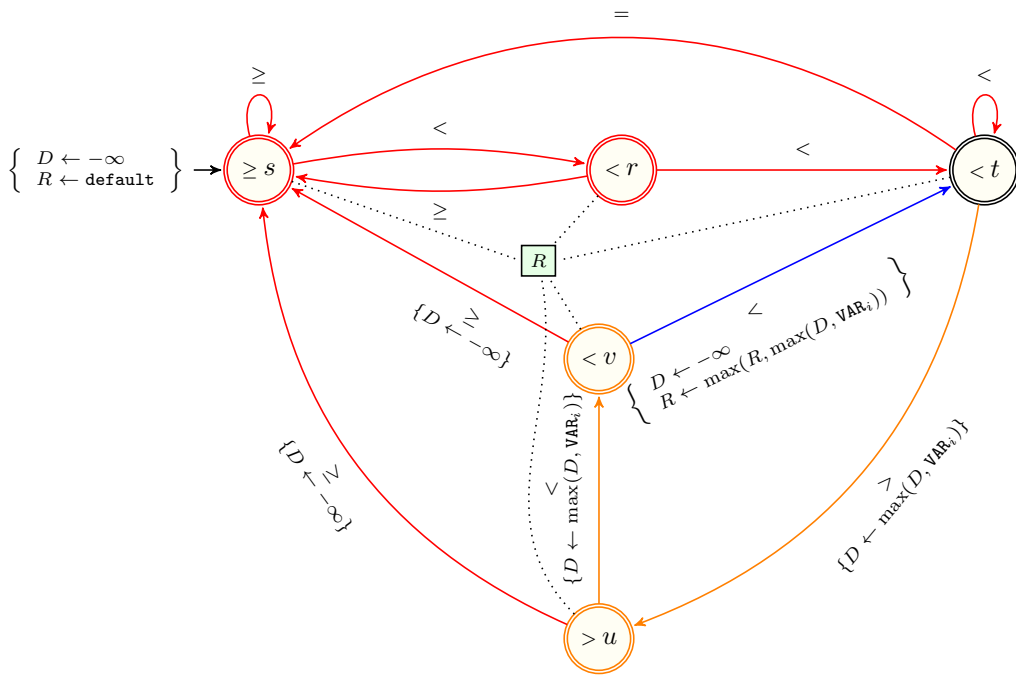 =
≥
<
{ D ← −∞
R ← default }
≥ s
<
< r
<
< t
≥
R
≥
{D ← −∞}
< v
<
{ D ← −∞
R ← max(R, max(D, VAR_i)) }
≥
{D ← −∞}
<
{D ← max(D, VAR_i)}
>
{D ← max(D, VAR_i)}
> u